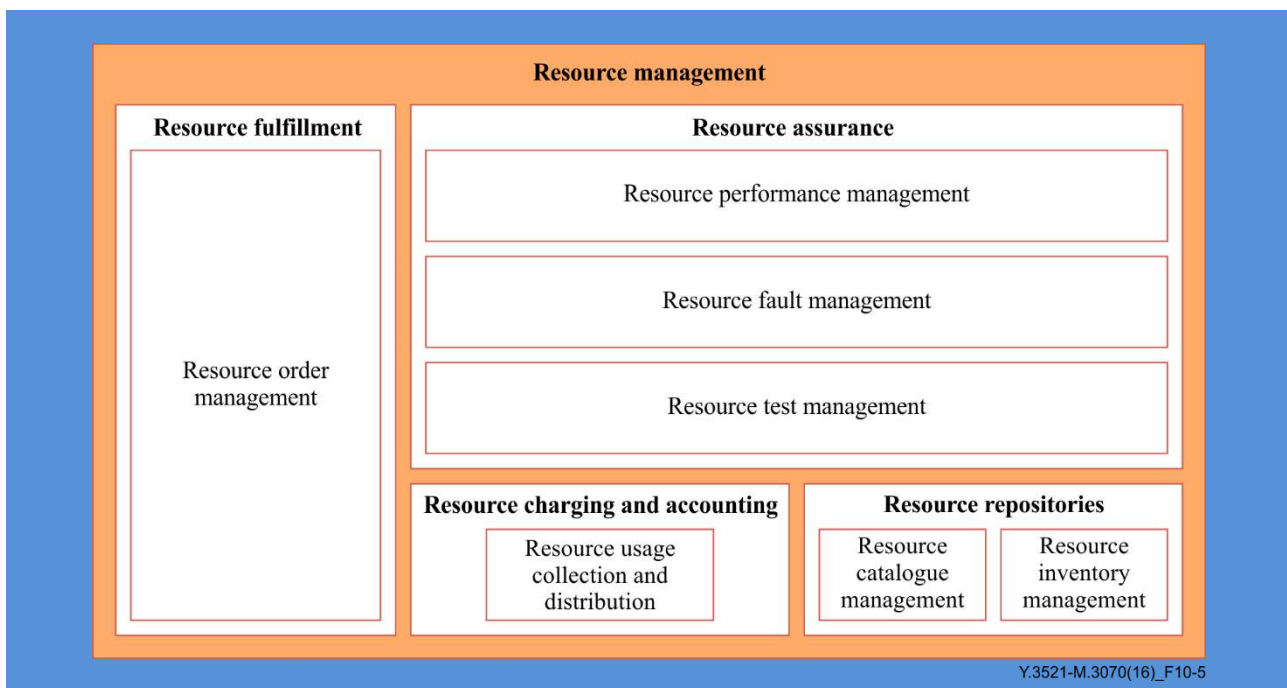 Resource management
Resource fulfillment
Resource order
management
Resource assurance
Resource performance management
Resource fault management
Resource test management
Resource charging and accounting
Resource usage
collection and
distribution
Resource repositories
Resource
catalogue
management
Resource
inventory
management
Y.3521-M.3070(16)_F10-5